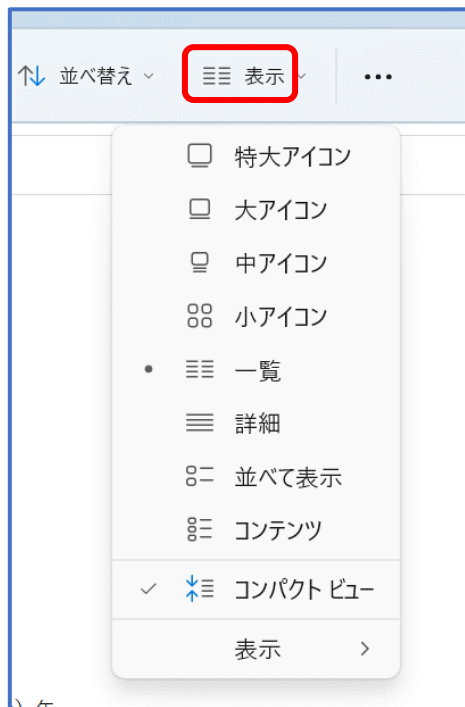 並べ替え 表示
特大アイコン
大アイコン
中アイコン
小アイコン
一覧
詳細
並べて表示
コンテンツ
コンパクト ビュー
表示